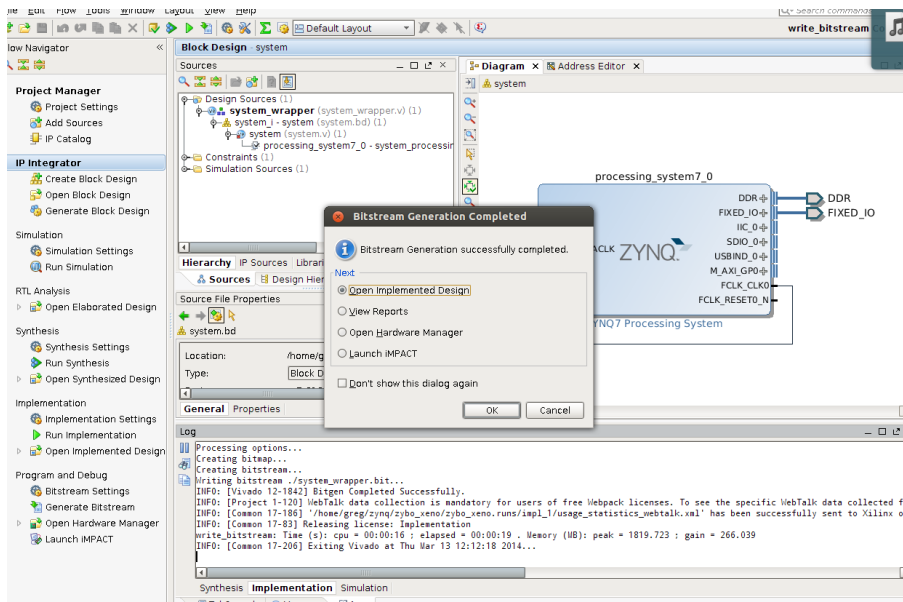 File Edit Flow Tools Window Layout View Help
Search commands
Default Layout
write_bitstream
Flow Navigator
Project Manager
Project Settings
Add Sources
IP Catalog
IP Integrator
Create Block Design
Open Block Design
Generate Block Design
Simulation
Simulation Settings
Run Simulation
RTL Analysis
Open Elaborated Design
Synthesis
Synthesis Settings
Run Synthesis
Open Synthesized Design
Implementation
Implementation Settings
Run Implementation
Open Implemented Design
Program and Debug
Bitstream Settings
Generate Bitstream
Open Hardware Manager
Launch iMPACT
Block Design - system
Sources
Design Sources (1)
system_wrapper (system_wrapper.v) (1)
system_i - system (system.bd) (1)
system (system.v) (1)
processing_system7_0 - system_processin
Constraints (1)
Simulation Sources (1)
Hierarchy IP Sources Librar
Sources Design Hier
Source File Properties
system.bd
Location: /home/g
Type: Block D
General Properties
Diagram Address Editor
system
processing_system7_0
DDR
FIXED_IO
IIC_0
SDIO_0
USBIND_0
M_AXI_GP0
FCLK_CLK0
FCLK_RESET0_N
ACLK ZYNQ
DDR
FIXED_IO
YNQ7 Processing System
Bitstream Generation Completed
Bitstream Generation successfully completed.
Next
Open Implemented Design
View Reports
Open Hardware Manager
Launch iMPACT
Don't show this dialog again
OK Cancel
Log
Processing options...
Creating bitmap...
Creating bitstream...
Writing bitstream ./system_wrapper.bit...
INFO: [Vivado 12-1842] Bitgen Completed Successfully.
INFO: [Project 1-120] WebTalk data collection is mandatory for users of free Webpack licenses. To see the specific WebTalk data collected f
INFO: [Common 17-186] '/home/greg/zynq/zybo_xeno/zybo_xeno.runs/impl_1/usage_statistics_webtalk.xml' has been successfully sent to Xilinx o
INFO: [Common 17-83] Releasing license: Implementation
write_bitstream: Time (s): cpu = 00:00:16 ; elapsed = 00:00:19 . Memory (MB): peak = 1819.723 ; gain = 266.039
INFO: [Common 17-206] Exiting Vivado at Thu Mar 13 12:12:18 2014...
Synthesis Implementation Simulation